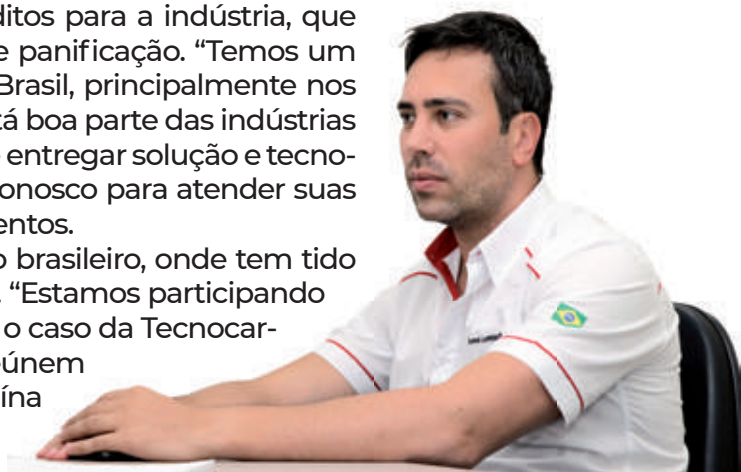 ditos para a indústria, que
e panificação. “Temos um
Brasil, principalmente nos
tá boa parte das indústrias
entregar solução e tecno-
onosco para atender suas
entos.
o brasileiro, onde tem tido
. “Estamos participando
o caso da Tecnocar-
eúnem
ína